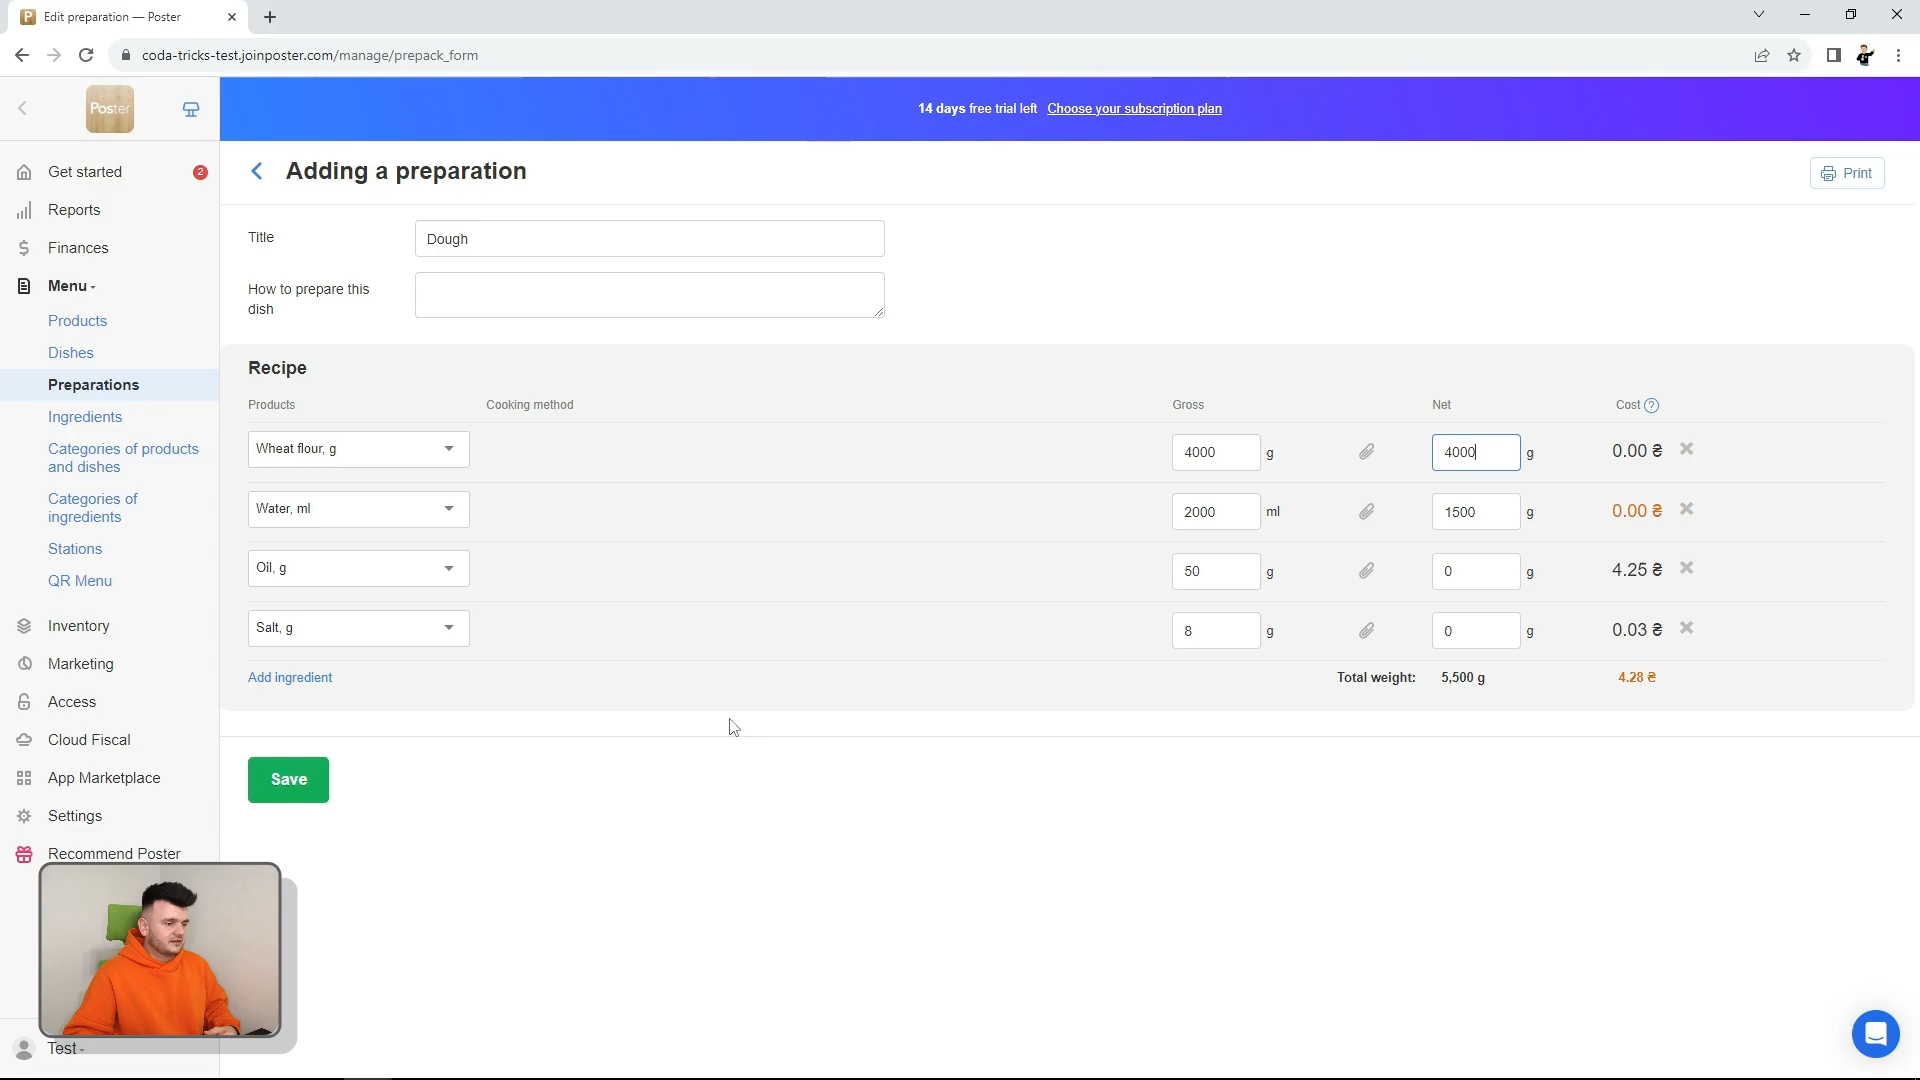 Edit preparation — Poster
coda-tricks-test.joinposter.com/manage/prepack_form
Poster
14 days free trial left Choose your subscription plan
Get started 2
Reports
Finances
Menu
Products
Dishes
Preparations
Ingredients
Categories of products
and dishes
Categories of
ingredients
Stations
QR Menu
Inventory
Marketing
Access
Cloud Fiscal
App Marketplace
Settings
Recommend Poster
Test
Adding a preparation
Print
Title Dough
How to prepare this
dish
Recipe
Products Cooking method Gross Net Cost ?
Wheat flour, g 4000 g 4000 g 0.00 ₴
Water, ml 2000 ml 1500 g 0.00 ₴
Oil, g 50 g 0 g 4.25 ₴
Salt, g 8 g 0 g 0.03 ₴
Add ingredient Total weight: 5,500 g 4.28 ₴
Save